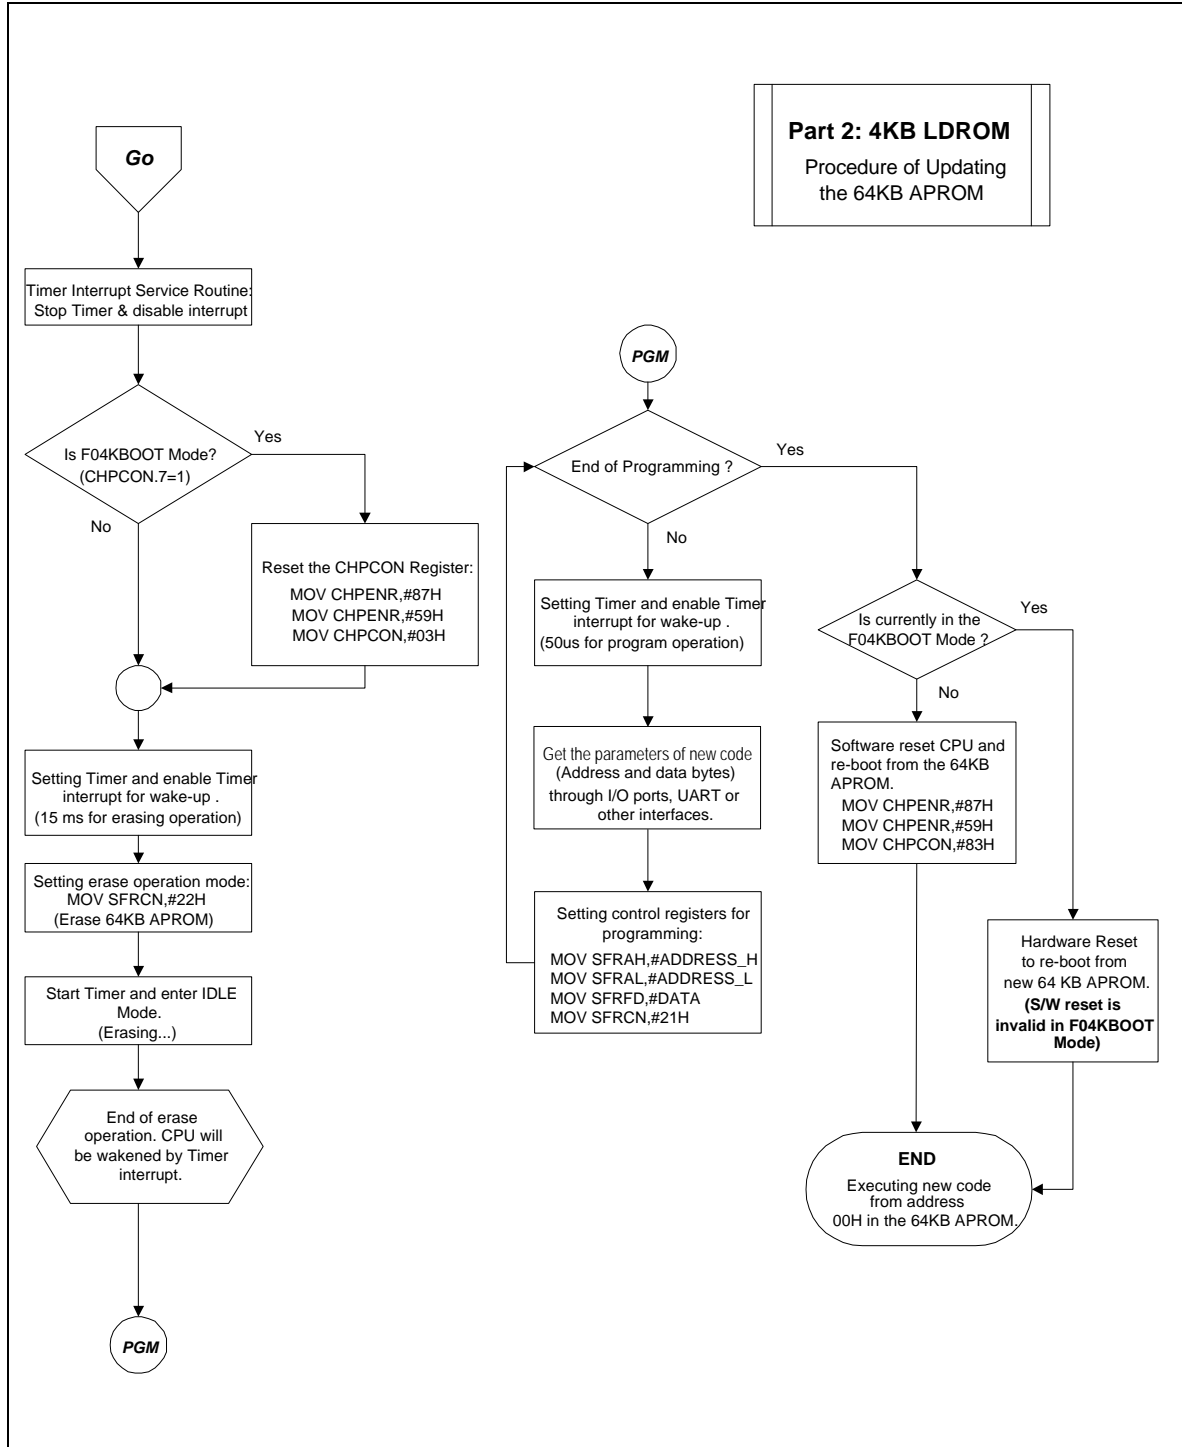 Part 2: 4KB LDROM
Procedure of Updating
the 64KB APROM
Go
Timer Interrupt Service Routine:
Stop Timer & disable interrupt
Is F04KBOOT Mode?
(CHPCON.7=1)
Yes
No
Reset the CHPCON Register:
MOV CHPENR,#87H
MOV CHPENR,#59H
MOV CHPCON,#03H
Setting Timer and enable Timer
interrupt for wake-up .
(15 ms for erasing operation)
Setting erase operation mode:
MOV SFRCN,#22H
(Erase 64KB APROM)
Start Timer and enter IDLE
Mode.
(Erasing...)
End of erase
operation. CPU will
be wakened by Timer
interrupt.
PGM
PGM
End of Programming ?
Yes
No
Setting Timer and enable Timer
interrupt for wake-up .
(50us for program operation)
Get the parameters of new code
(Address and data bytes)
through I/O ports, UART or
other interfaces.
Setting control registers for
programming:
MOV SFRAH,#ADDRESS_H
MOV SFRAL,#ADDRESS_L
MOV SFRFD,#DATA
MOV SFRCN,#21H
Is currently in the
F04KBOOT Mode ?
Yes
No
Software reset CPU and
re-boot from the 64KB
APROM.
MOV CHPENR,#87H
MOV CHPENR,#59H
MOV CHPCON,#83H
Hardware Reset
to re-boot from
new 64 KB APROM.
(S/W reset is
invalid in F04KBOOT
Mode)
END
Executing new code
from address
00H in the 64KB APROM.